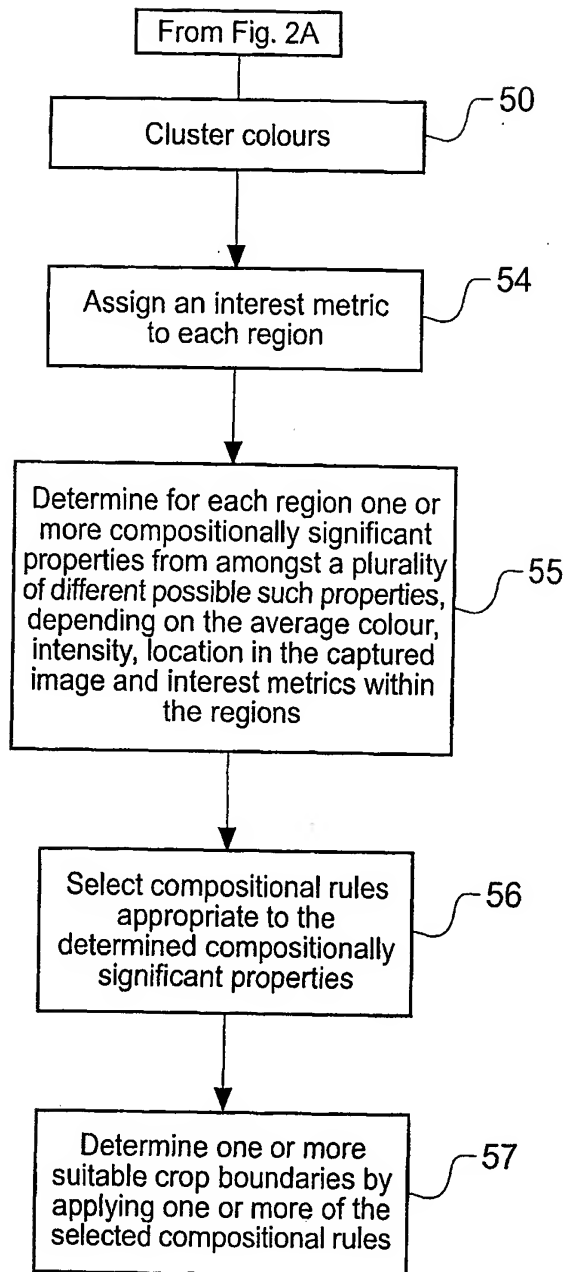 From Fig. 2A
50
Cluster colours
54
Assign an interest metric
to each region
Determine for each region one or
more compositionally significant
properties from amongst a plurality
of different possible such properties,
depending on the average colour,
intensity, location in the captured
image and interest metrics within
the regions
55
Select compositional rules
appropriate to the
determined compositionally
significant properties
56
Determine one or more
suitable crop boundaries by
applying one or more of the
selected compositional rules
57